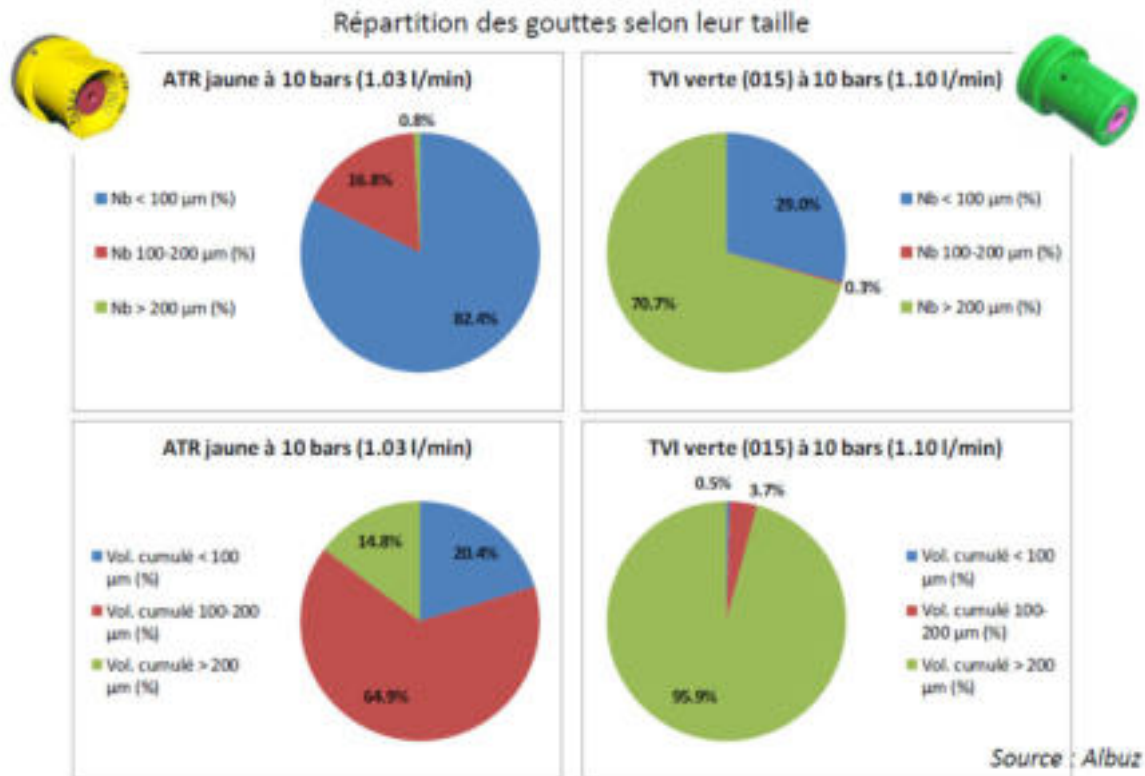 Répartition des gouttes selon leur taille
ATR jaune à 10 bars (1.03 l/min)
0.8%
16.8%
82.4%
Nb < 100 µm (%)
Nb 100-200 µm (%)
Nb > 200 µm (%)
TVI verte (015) à 10 bars (1.10 l/min)
29.0%
0.3%
70.7%
Nb < 100 µm (%)
Nb 100-200 µm (%)
Nb > 200 µm (%)
ATR jaune à 10 bars (1.03 l/min)
14.8%
20.4%
64.9%
Vol. cumulé < 100
µm (%)
Vol. cumulé 100-200
µm (%)
Vol. cumulé > 200
µm (%)
TVI verte (015) à 10 bars (1.10 l/min)
0.5%
3.7%
95.9%
Vol. cumulé < 100
µm (%)
Vol. cumulé 100-
200 µm (%)
Vol. cumulé > 200
µm (%)
Source : Albuz